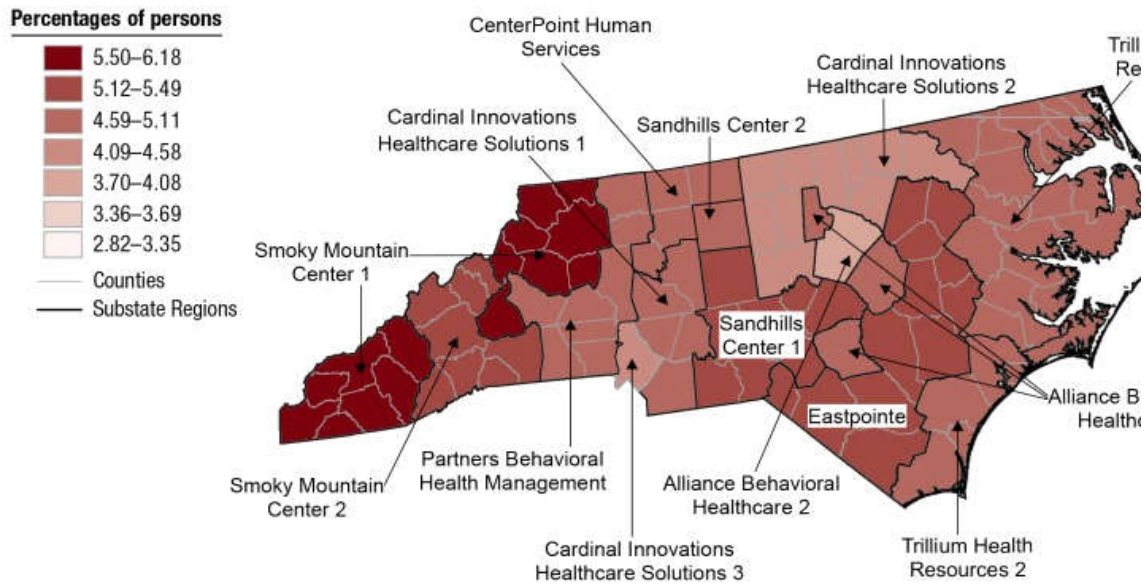 Percentages of persons
5.50–6.18
5.12–5.49
4.59–5.11
4.09–4.58
3.70–4.08
3.36–3.69
2.82–3.35
Counties
Substate Regions
CenterPoint Human
Services
Cardinal Innovations
Healthcare Solutions 1
Sandhills Center 2
Cardinal Innovations
Healthcare Solutions 2
Trill
Re
Smoky Mountain
Center 1
Sandhills
Center 1
Eastpointe
Alliance B
Healthc
Smoky Mountain
Center 2
Partners Behavioral
Health Management
Alliance Behavioral
Healthcare 2
Cardinal Innovations
Healthcare Solutions 3
Trillium Health
Resources 2